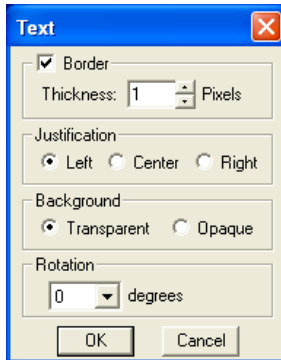 Text
Border
Thickness: 1 Pixels
Justification
Left Center Right
Background
Transparent Opaque
Rotation
0 degrees
OK Cancel